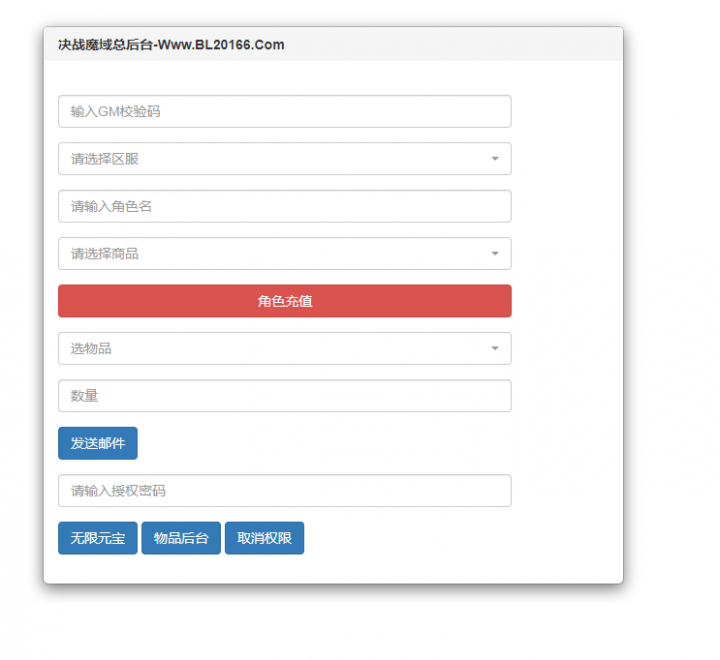 决战魔域总后台-Www.BL20166.Com
输入GM校验码
请选择区服
请输入角色名
请选择商品
角色充值
选物品
数量
发送邮件
请输入授权密码
无限元宝 物品后台 取消权限